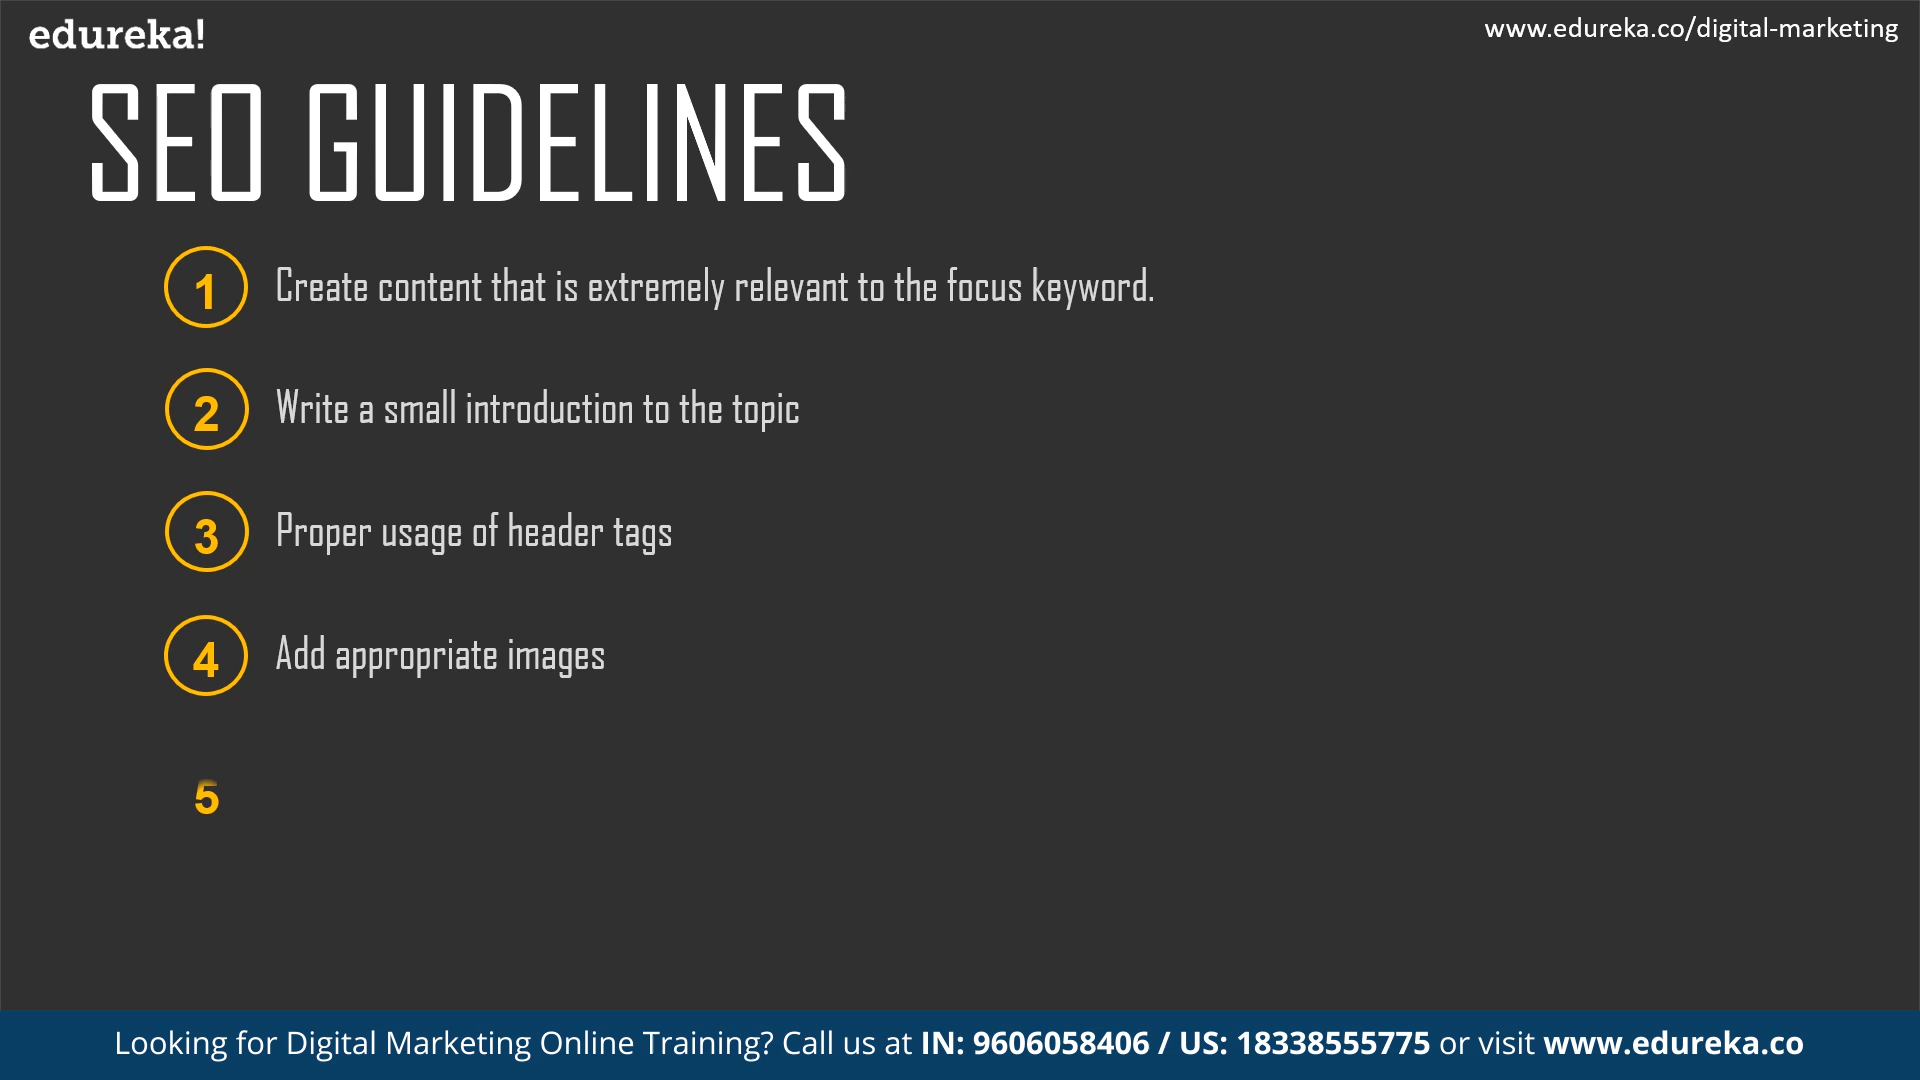 edureka!
www.edureka.co/digital-marketing
SEO GUIDELINES
1 Create content that is extremely relevant to the focus keyword.
2 Write a small introduction to the topic
3 Proper usage of header tags
4 Add appropriate images
5
Looking for Digital Marketing Online Training? Call us at IN: 9606058406 / US: 18338555775 or visit www.edureka.co